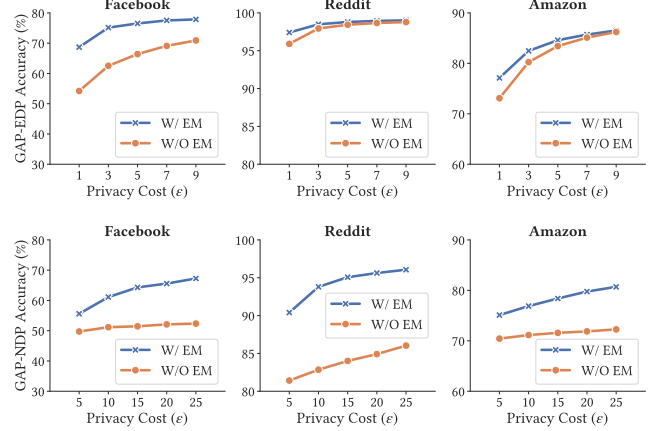 Facebook
Reddit
Amazon
GAP-EDP Accuracy (%)
80
70
60
50
40
30
W/ EM
W/O EM
1 3 5 7 9
Privacy Cost (ε)
100
95
90
85
80
W/ EM
W/O EM
1 3 5 7 9
Privacy Cost (ε)
90
80
70
60
W/ EM
W/O EM
1 3 5 7 9
Privacy Cost (ε)
Facebook
Reddit
Amazon
GAP-NDP Accuracy (%)
80
70
60
50
40
30
W/ EM
W/O EM
5 10 15 20 25
Privacy Cost (ε)
100
95
90
85
80
W/ EM
W/O EM
5 10 15 20 25
Privacy Cost (ε)
90
80
70
60
W/ EM
W/O EM
5 10 15 20 25
Privacy Cost (ε)